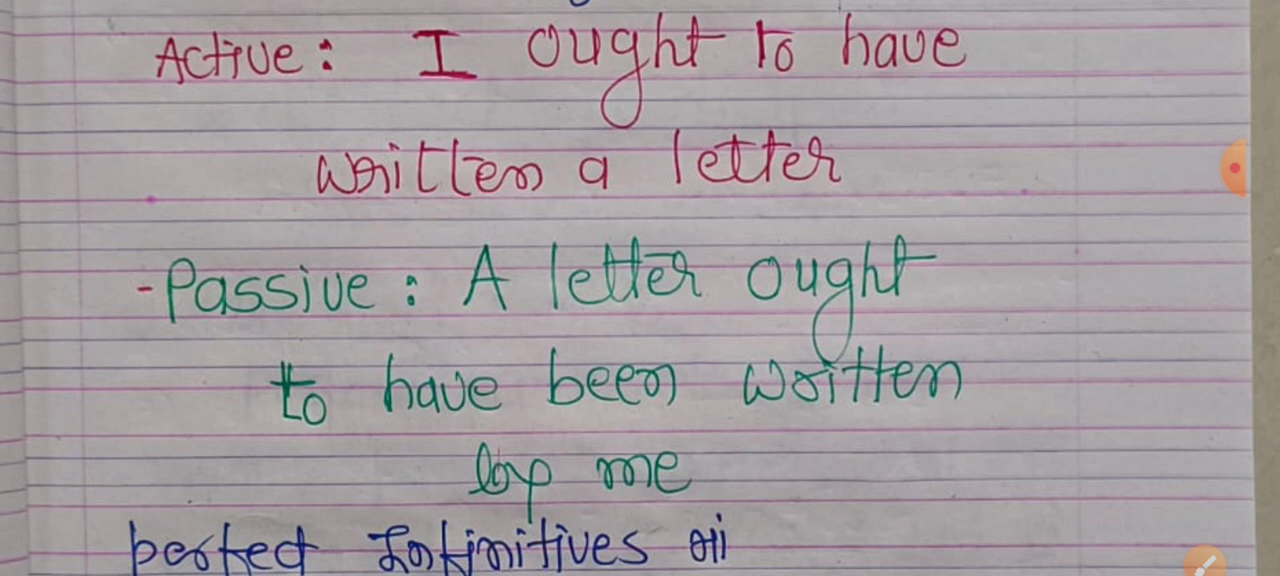 Active: I ought to have
written a letter
-Passive: A letter ought
to have been written
by me
perfect Infinitives